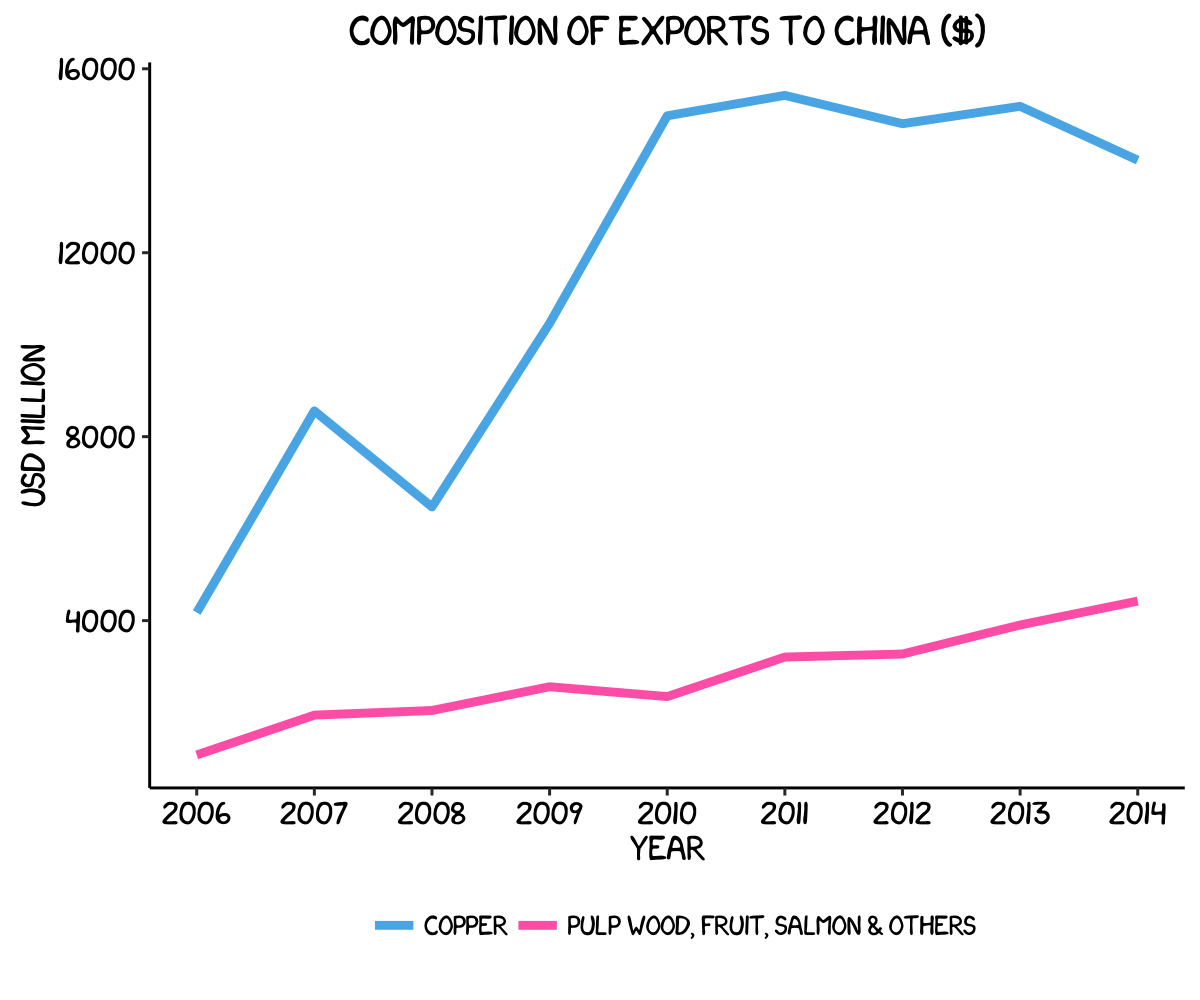 COMPOSITION OF EXPORTS TO CHINA ($)
16000
12000
8000
4000
USD MILLION
2006 2007 2008 2009 2010 2011 2012 2013 2014
YEAR
COPPER PULP WOOD, FRUIT, SALMON & OTHERS